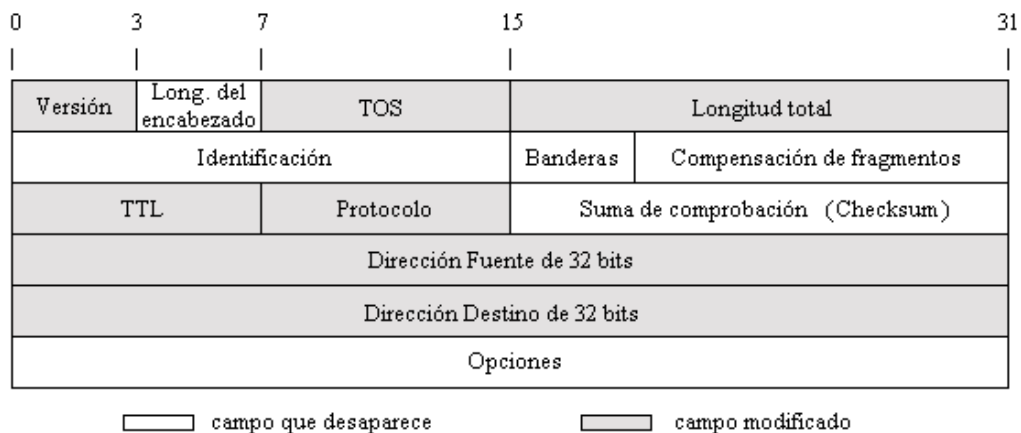 0 3 7 15 31
Versión Long. del encabezado TOS Longitud total
Identificación Banderas Compensación de fragmentos
TTL Protocolo Suma de comprobación (Checksum)
Dirección Fuente de 32 bits
Dirección Destino de 32 bits
Opciones
campo que desaparece campo modificado